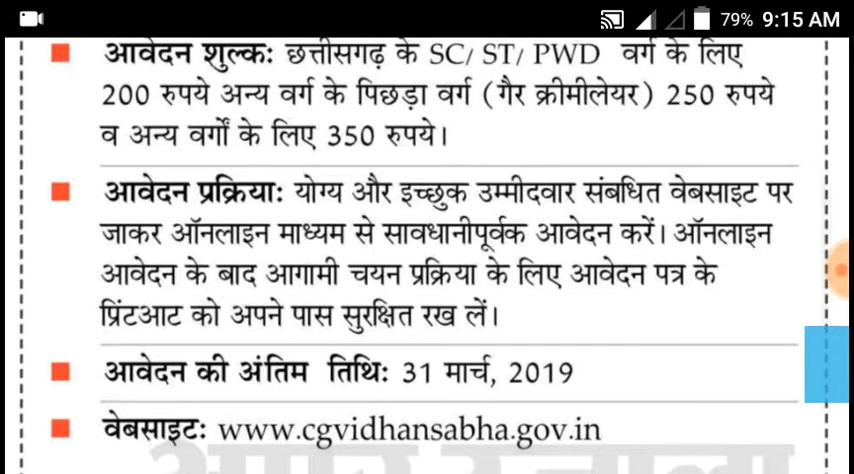 79% 9:15 AM
आवेदन शुल्कः छत्तीसगढ़ के SC/ ST/ PWD वर्ग के लिए
200 रुपये अन्य वर्ग के पिछड़ा वर्ग (गैर क्रीमीलेयर) 250 रुपये
व अन्य वर्गों के लिए 350 रुपये।
आवेदन प्रक्रियाः योग्य और इच्छुक उम्मीदवार संबधित वेबसाइट पर
जाकर ऑनलाइन माध्यम से सावधानीपूर्वक आवेदन करें। ऑनलाइन
आवेदन के बाद आगामी चयन प्रक्रिया के लिए आवेदन पत्र के
प्रिंटआट को अपने पास सुरक्षित रख लें।
आवेदन की अंतिम तिथिः 31 मार्च, 2019
वेबसाइटः www.cgvidhansabha.gov.in